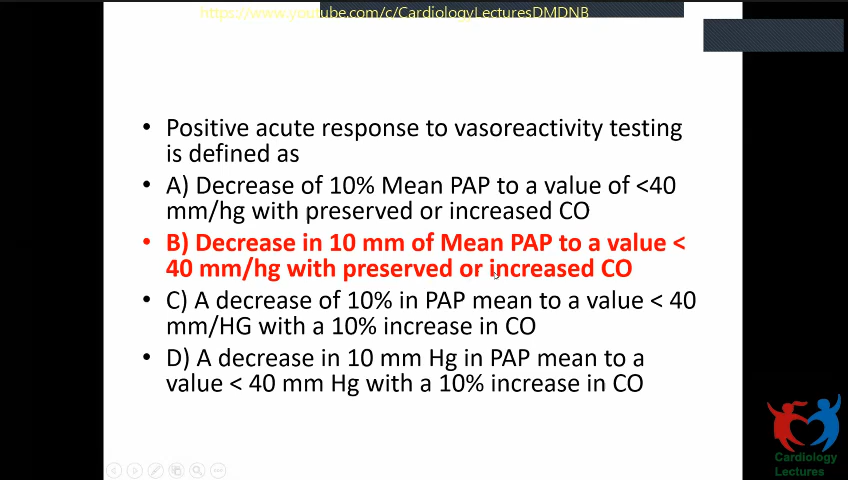 https://www.youtube.com/c/CardiologyLecturesDMDNB
• Positive acute response to vasoreactivity testing
is defined as
• A) Decrease of 10% Mean PAP to a value of <40
mm/hg with preserved or increased CO
• B) Decrease in 10 mm of Mean PAP to a value <
40 mm/hg with preserved or increased CO
• C) A decrease of 10% in PAP mean to a value < 40
mm/HG with a 10% increase in CO
• D) A decrease in 10 mm Hg in PAP mean to a
value < 40 mm Hg with a 10% increase in CO
Cardiology
Lectures